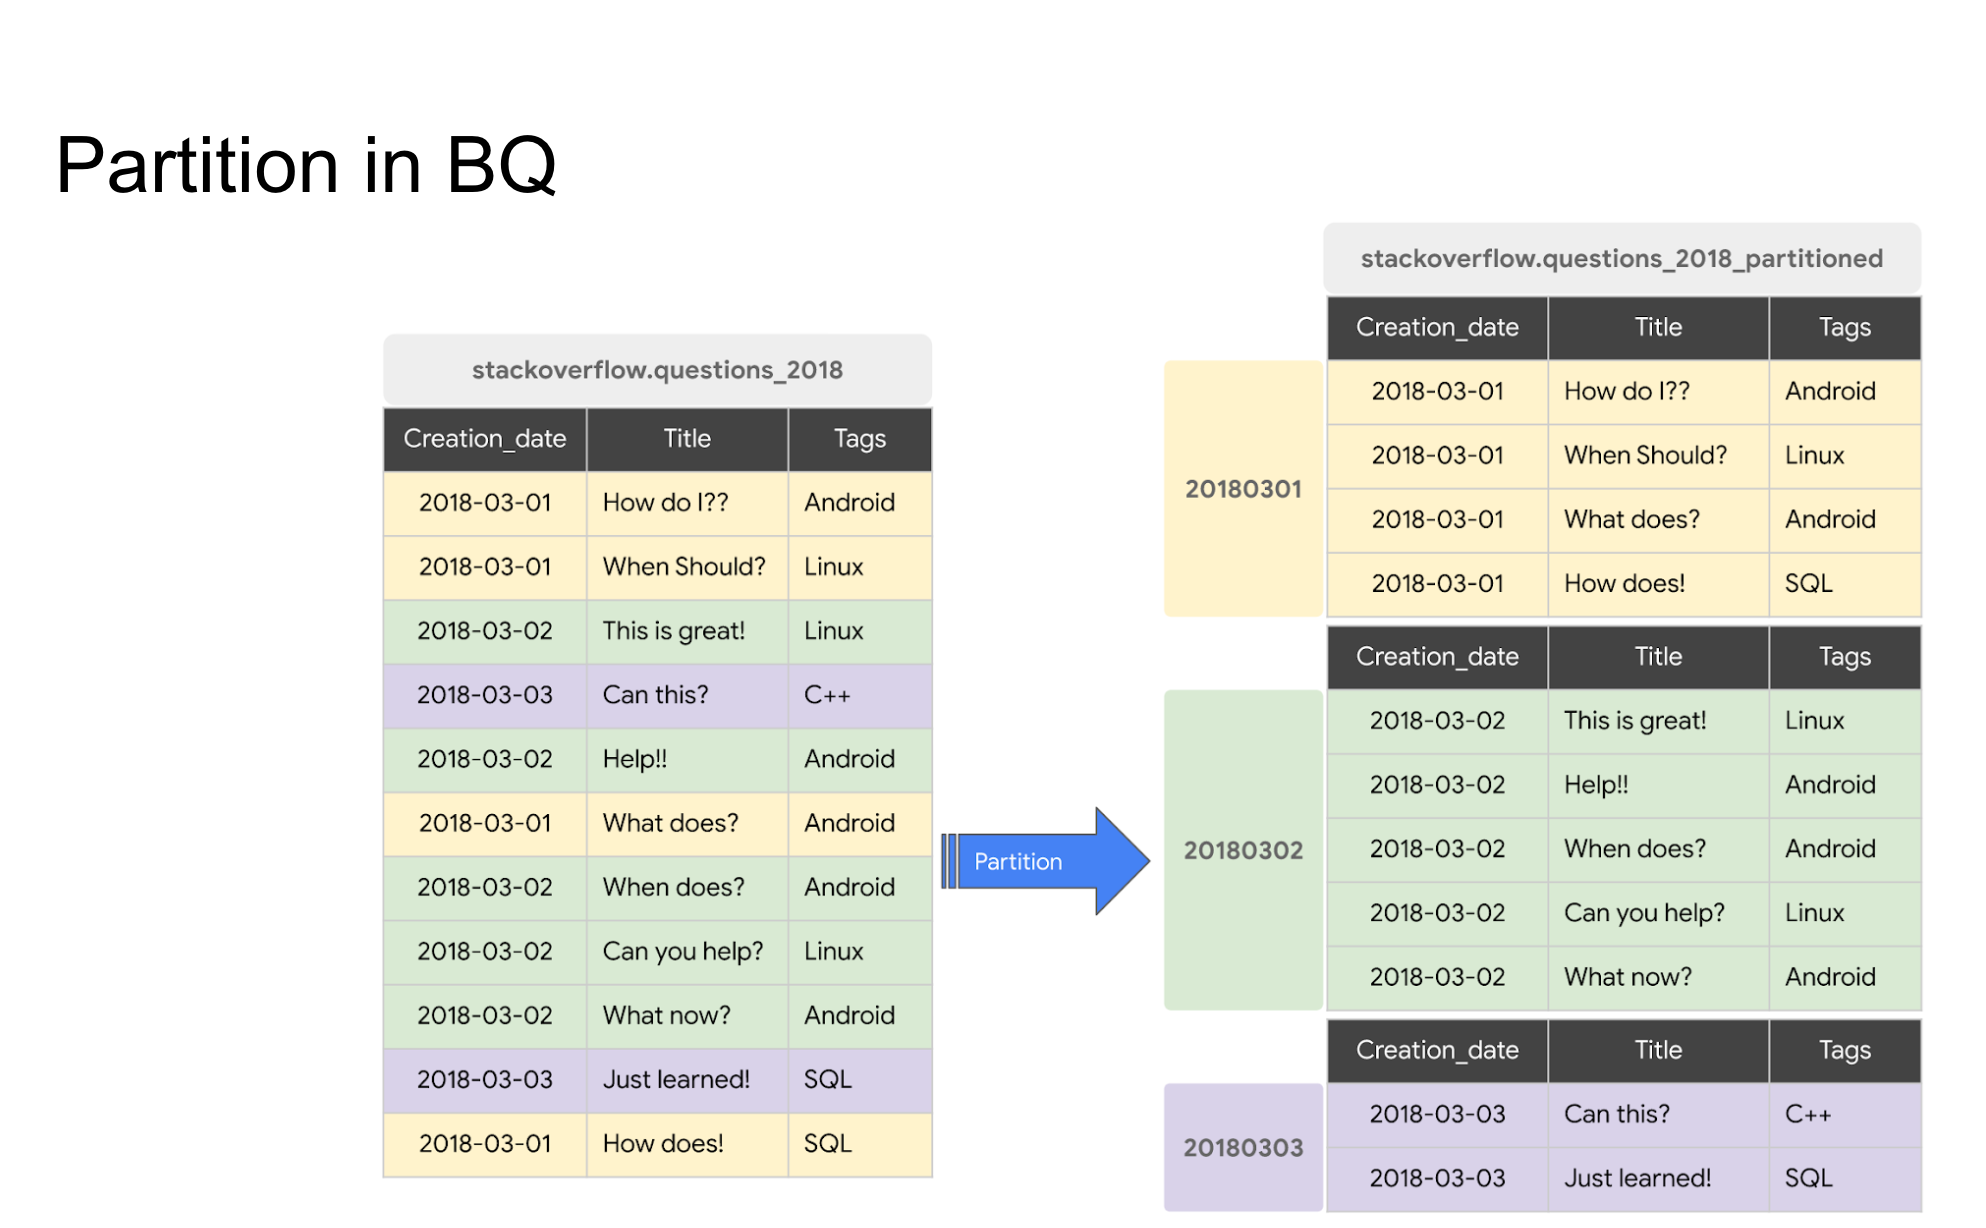 Partition in BQ
stackoverflow.questions_2018
Creation_date Title Tags
2018-03-01 How do I?? Android
2018-03-01 When Should? Linux
2018-03-02 This is great! Linux
2018-03-03 Can this? C++
2018-03-02 Help!! Android
2018-03-01 What does? Android
2018-03-02 When does? Android
2018-03-02 Can you help? Linux
2018-03-02 What now? Android
2018-03-03 Just learned! SQL
2018-03-01 How does! SQL
Partition
stackoverflow.questions_2018_partitioned
Creation_date Title Tags
20180301
2018-03-01 How do I?? Android
2018-03-01 When Should? Linux
2018-03-01 What does? Android
2018-03-01 How does! SQL
Creation_date Title Tags
20180302
2018-03-02 This is great! Linux
2018-03-02 Help!! Android
2018-03-02 When does? Android
2018-03-02 Can you help? Linux
2018-03-02 What now? Android
Creation_date Title Tags
20180303
2018-03-03 Can this? C++
2018-03-03 Just learned! SQL